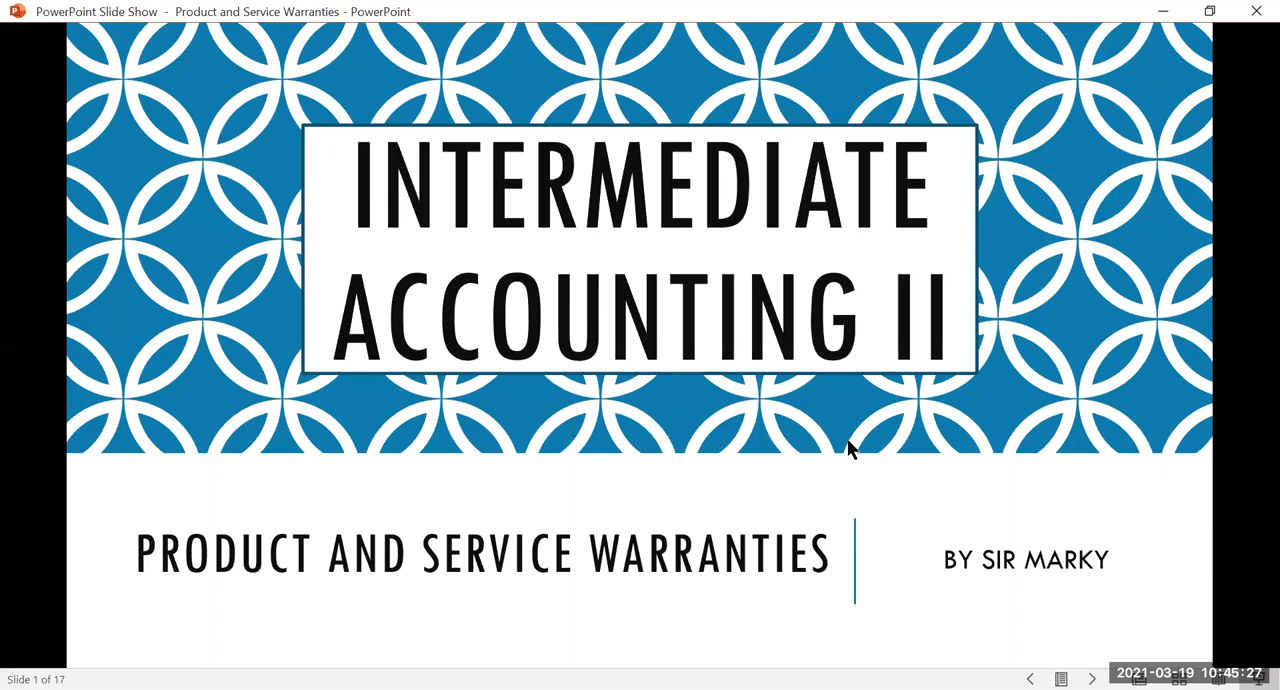 PowerPoint Slide Show - Product and Service Warranties - PowerPoint
INTERMEDIATE
ACCOUNTING II
PRODUCT AND SERVICE WARRANTIES
BY SIR MARKY
Slide 1 of 17
2021-03-19 10:45:27